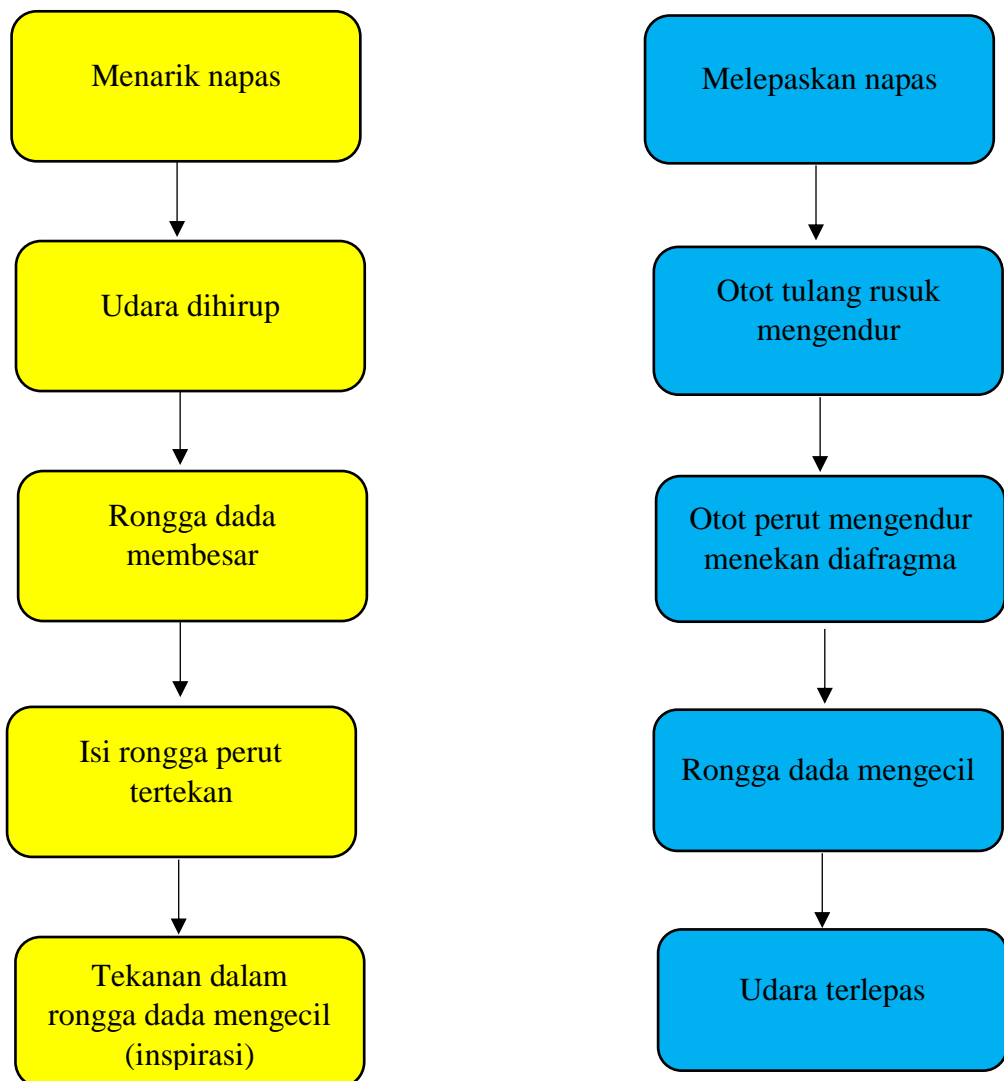 Menarik napas
Udara dihirup
Rongga dada
membesar
Isi rongga perut
tertekan
Tekanan dalam
rongga dada mengecil
(inspirasi)
Melepaskan napas
Otot tulang rusuk
mengendur
Otot perut mengendur
menekan diafragma
Rongga dada mengecil
Udara terlepas